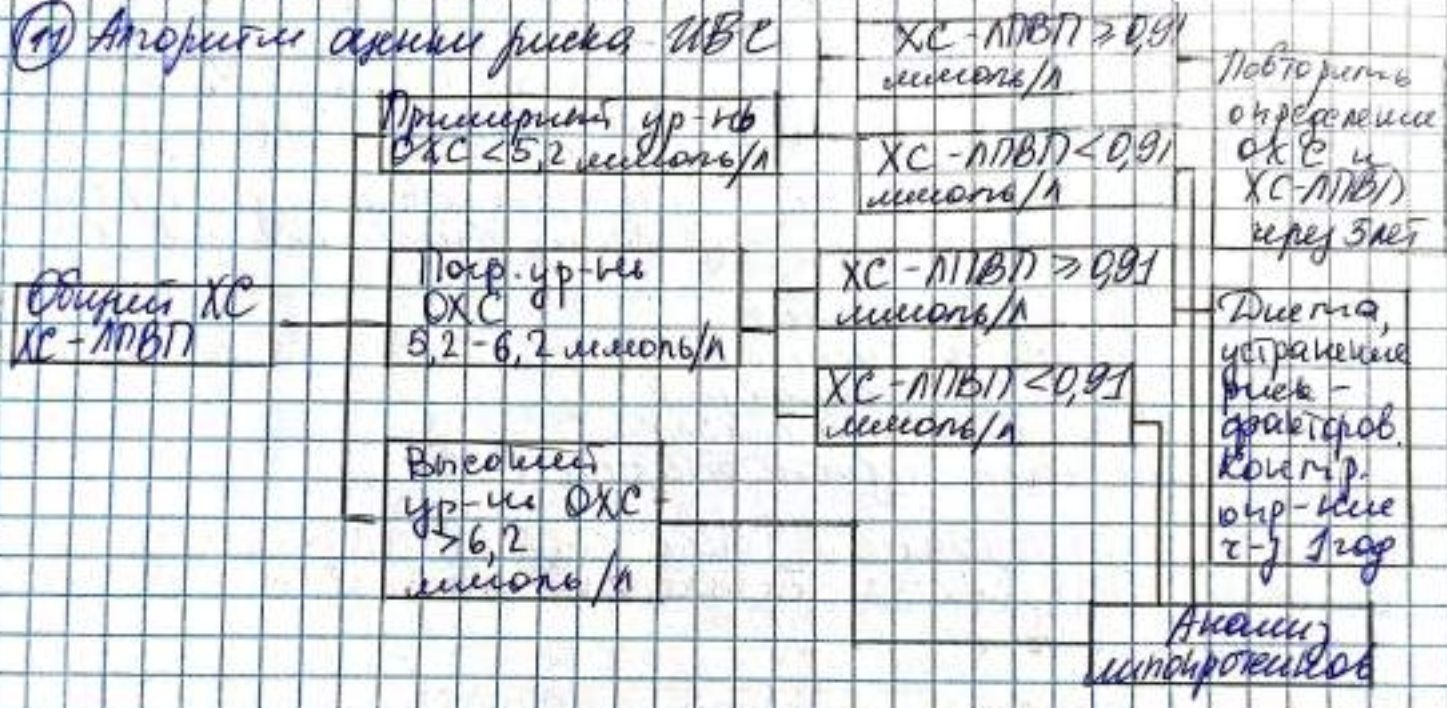 11 Алгоритм оценки риска ИБС
ХС-ЛПВП ≥ 0,91
ммоль/л
Повторить
определение
ОХС и
ХС-ЛПВП
через 5 лет
Примерный ур-нь
ОХС <5,2 ммоль/л
ХС-ЛПВП <0,91
ммоль/л
Общий ХС
ХС-ЛПВП
Погр. ур-нь
ОХС
5,2-6,2 ммоль/л
ХС-ЛПВП ≥ 0,91
ммоль/л
ХС-ЛПВП <0,91
ммоль/л
Диета,
устранение
риск-
факторов.
Контр.
опр-ние
ч-з 1 год
Высокий
ур-нь ОХС
>6,2
ммоль/л
Анализ
липопротеинов